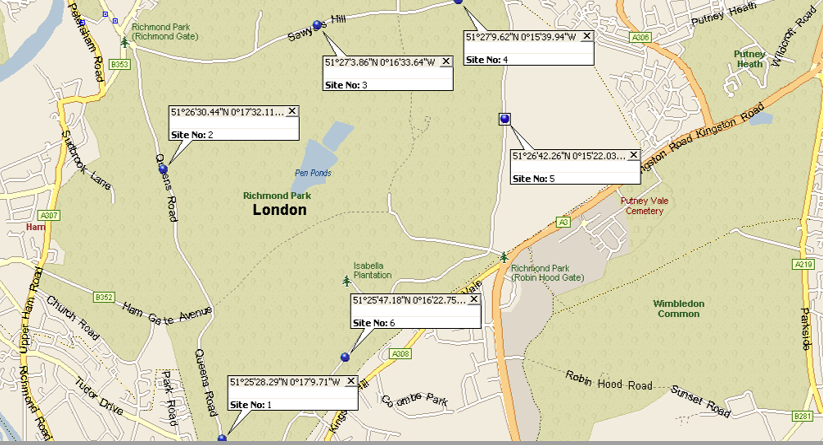 Petersham Road
Richmond Park
(Richmond Gate)
B353
Sawyers Hill
51°27'9.62"N 0°15'39.94"W
Site No: 4
A306
Putney Heath
Putney
Heath
Wildcroft Road
51°27'3.86"N 0°16'33.64"W
Site No: 3
51°26'30.44"N 0°17'32.11...
Site No: 2
Kingston Road Kingston Road
51°26'42.26"N 0°15'22.03...
Site No: 5
Sudbrook Lane
Queens Road
Pen Ponds
Richmond Park
London
Putney Vale
Cemetery
A307
Ham
A3
Isabella
Plantation
Richmond Park
(Robin Hood Gate)
A219
B352
Ham Gate Avenue
Church Road
Upper Ham Road
Vale
51°25'47.18"N 0°16'22.75...
Site No: 6
Wimbledon
Common
Parkside
A308
Queens Road
51°25'28.29"N 0°17'9.71"W
Site No: 1
Robin Hood Road
Sunset Road
Tudor Drive
Park Road
Richmond Road
Coombe Park
B281